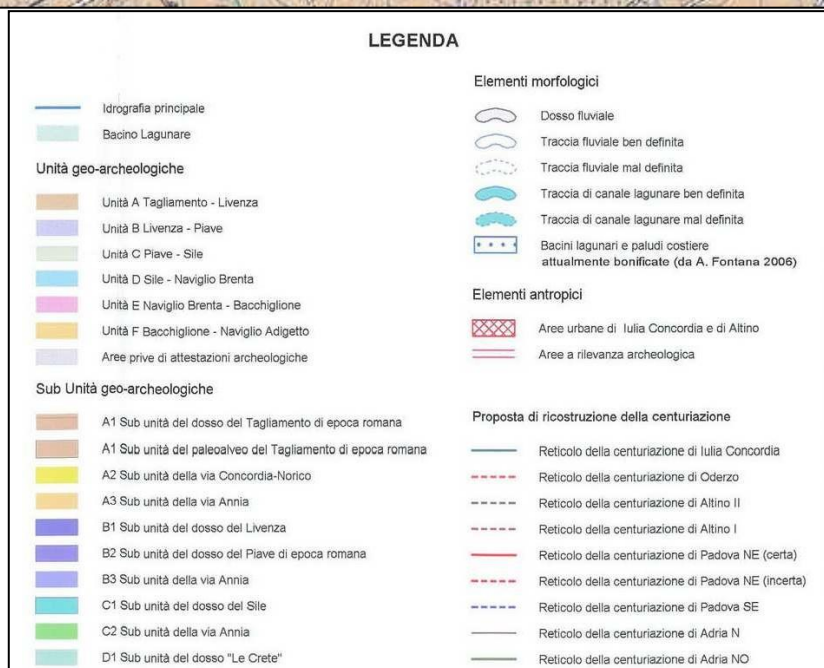 LEGENDA
Idrografia principale
Bacino Lagunare
Unità geo-archeologiche
Unità A Tagliamento - Livenza
Unità B Livenza - Piave
Unità C Piave - Sile
Unità D Sile - Naviglio Brenta
Unità E Naviglio Brenta - Bacchiglione
Unità F Bacchiglione - Naviglio Adigetto
Aree prive di attestazioni archeologiche
Sub Unità geo-archeologiche
A1 Sub unità del dosso del Tagliamento di epoca romana
A1 Sub unità del paleoalveo del Tagliamento di epoca romana
A2 Sub unità della via Concordia-Norico
A3 Sub unità della via Annia
B1 Sub unità del dosso del Livenza
B2 Sub unità del dosso del Piave di epoca romana
B3 Sub unità della via Annia
C1 Sub unità del dosso del Sile
C2 Sub unità della via Annia
D1 Sub unità del dosso "Le Crete"
Elementi morfologici
Dosso fluviale
Traccia fluviale ben definita
Traccia fluviale mal definita
Traccia di canale lagunare ben definita
Traccia di canale lagunare mal definita
Bacini lagunari e paludi costiere
attualmente bonificate (da A. Fontana 2006)
Elementi antropici
Aree urbane di Iulia Concordia e di Altino
Aree a rilevanza archeologica
Proposta di ricostruzione della centuriazione
Reticolo della centuriazione di Iulia Concordia
Reticolo della centuriazione di Oderzo
Reticolo della centuriazione di Altino II
Reticolo della centuriazione di Altino I
Reticolo della centuriazione di Padova NE (certa)
Reticolo della centuriazione di Padova NE (incerta)
Reticolo della centuriazione di Padova SE
Reticolo della centuriazione di Adria N
Reticolo della centuriazione di Adria NO